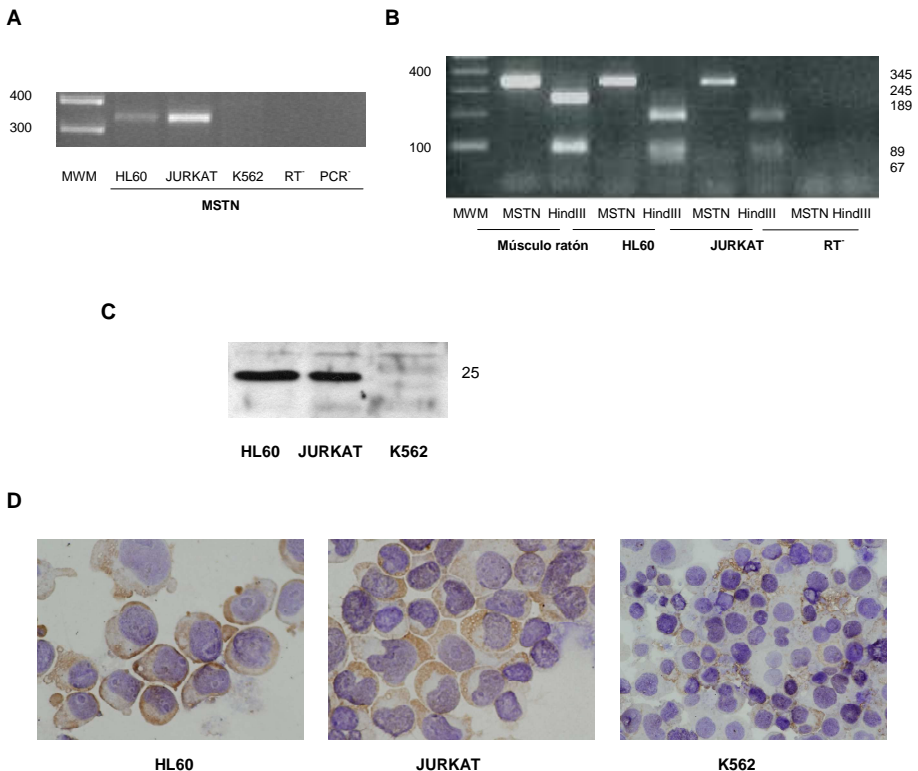 A
400
300
MWM HL60 JURKAT K562 RT⁻ PCR⁻
MSTN
B
400
100
345
245
189
89
67
MWM MSTN HindIII MSTN HindIII MSTN HindIII MSTN HindIII
Músculo ratón HL60 JURKAT RT⁻
C
25
HL60 JURKAT K562
D
HL60 JURKAT K562